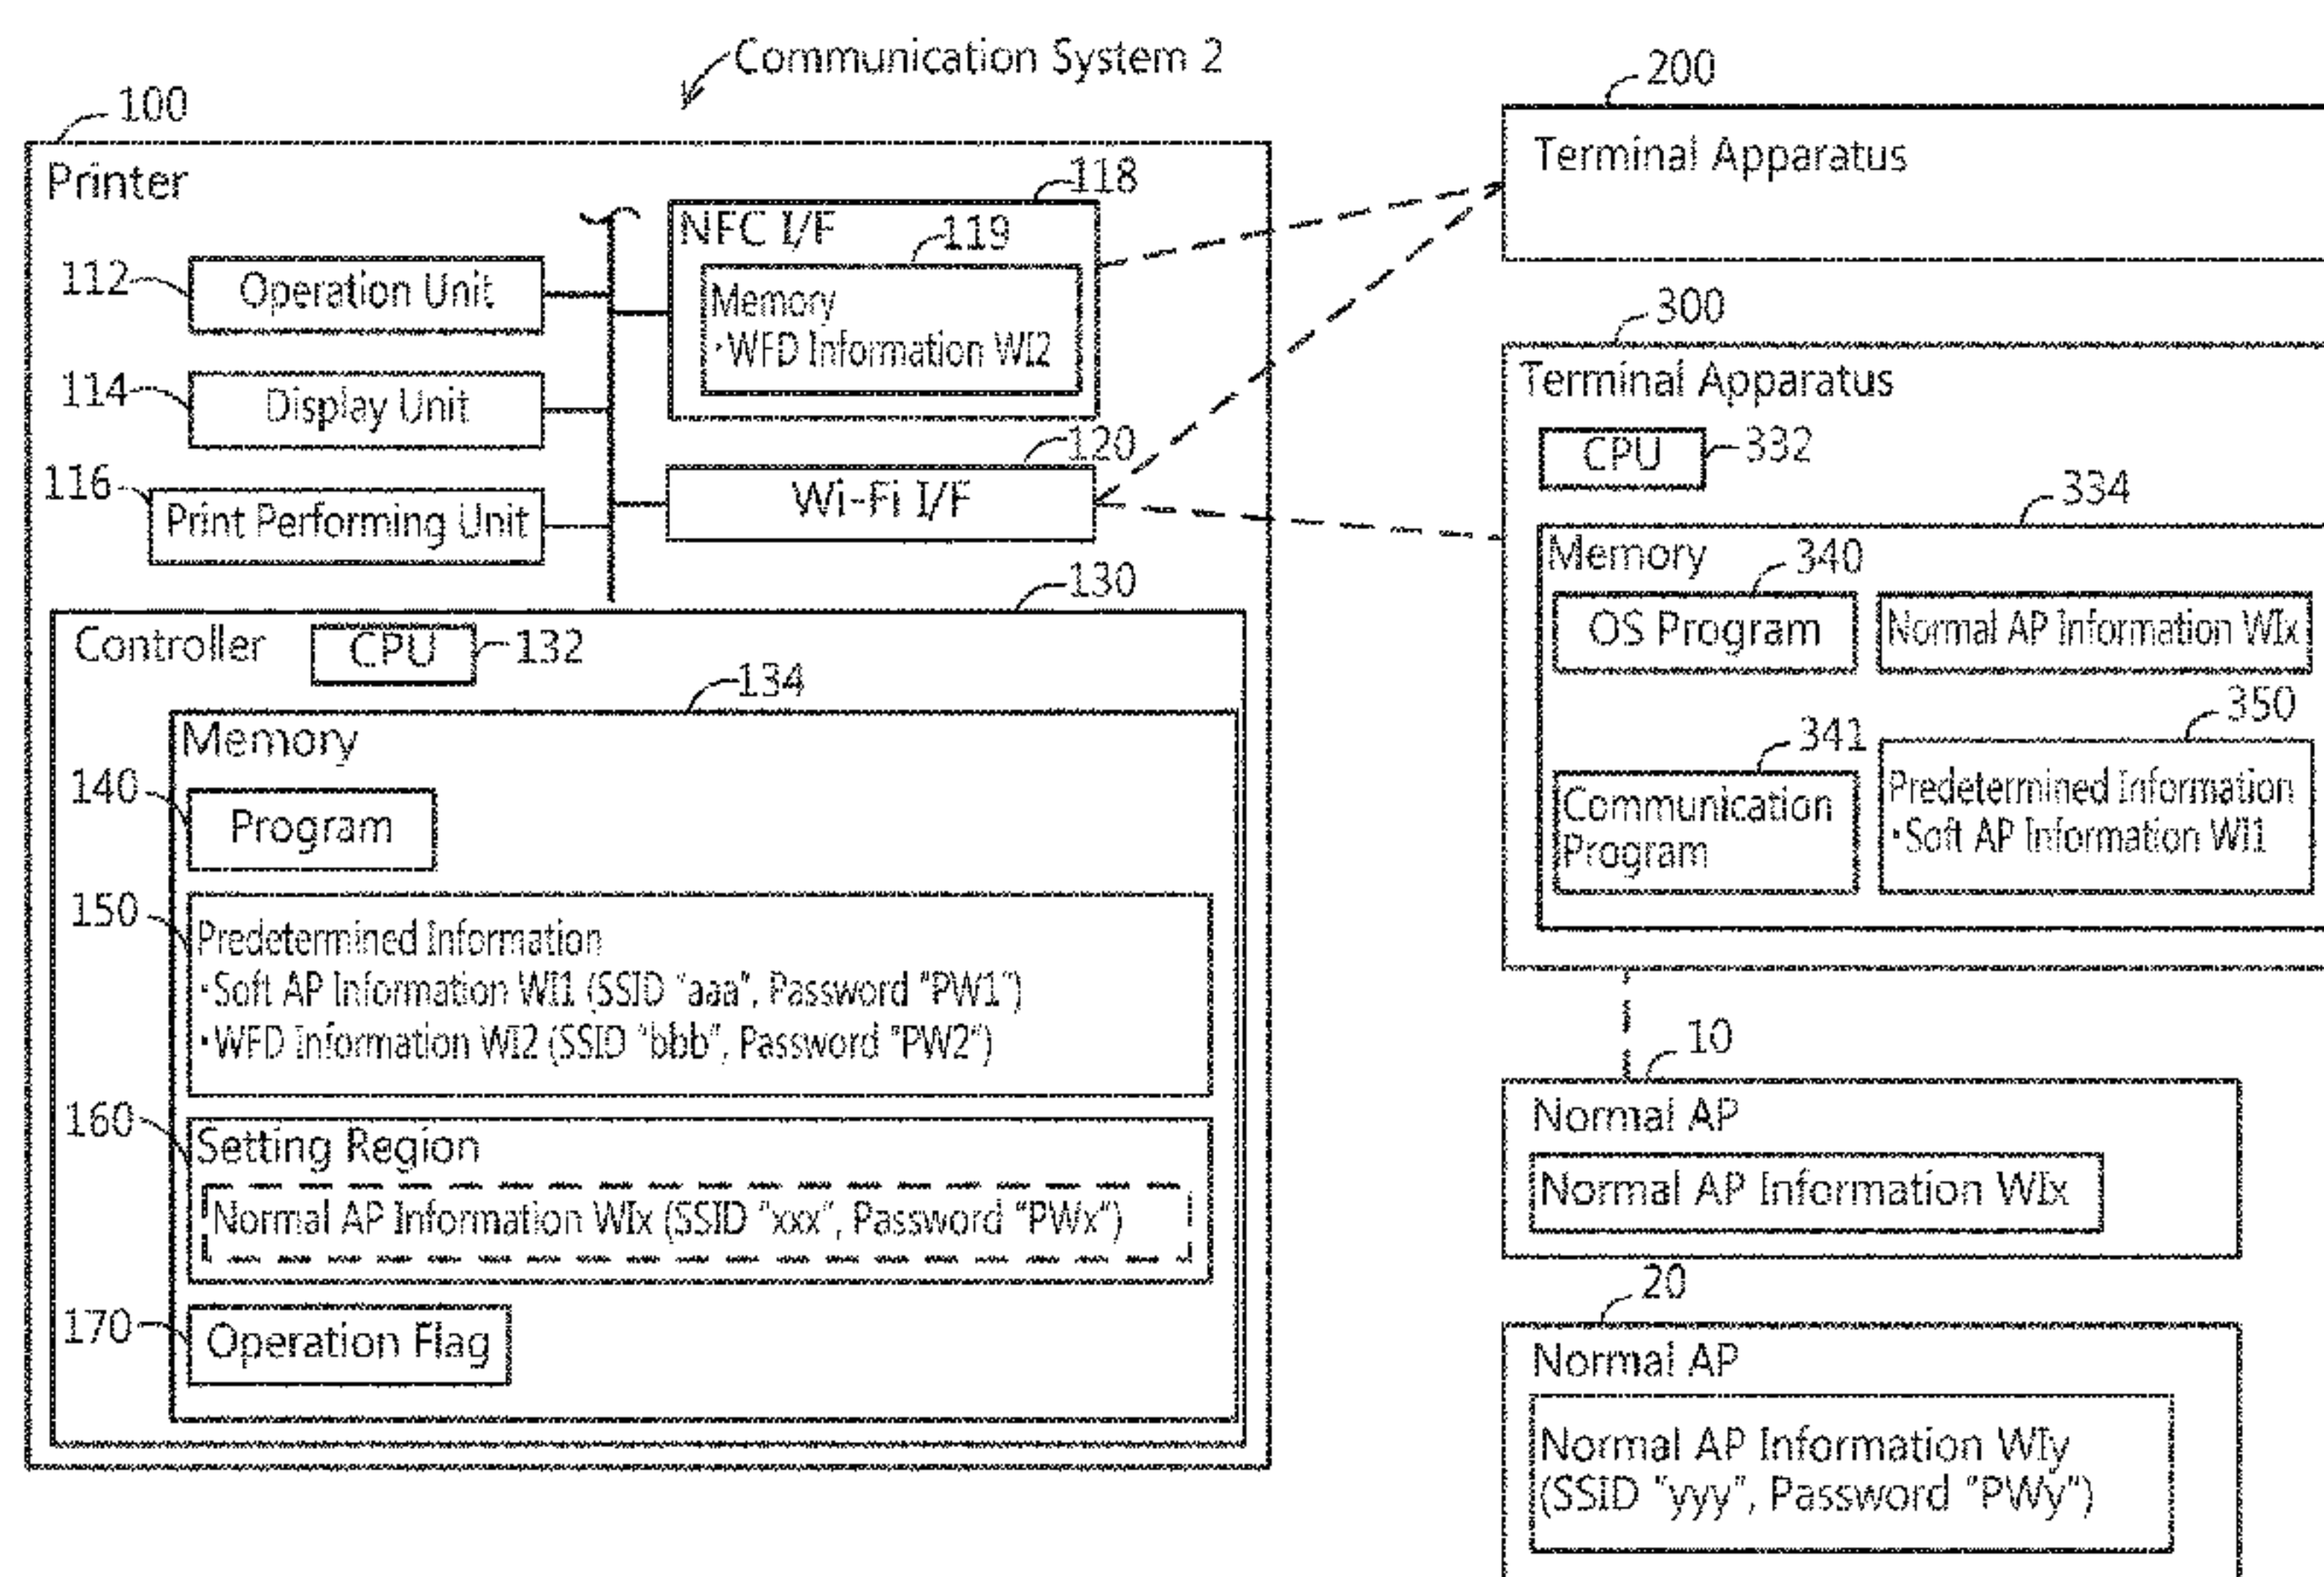 Communication System 2
100
Printer
118
NFC I/F
119
Memory
·WFD Information WI2
112
Operation Unit
114
Display Unit
116
Print Performing Unit
120
Wi-Fi I/F
130
Controller
CPU
132
134
Memory
140
Program
150
Predetermined Information
·Soft AP Information WI1 (SSID "aaa", Password "PW1")
·WFD Information WI2 (SSID "bbb", Password "PW2")
160
Setting Region
Normal AP Information WIx (SSID "xxx", Password "PWx")
170
Operation Flag
200
Terminal Apparatus
300
Terminal Apparatus
CPU
332
334
Memory
340
OS Program
Normal AP Information WIx
341
Communication
Program
350
Predetermined Information
·Soft AP Information WI1
10
Normal AP
Normal AP Information WIx
20
Normal AP
Normal AP Information WIy
(SSID "yyy", Password "PWy")